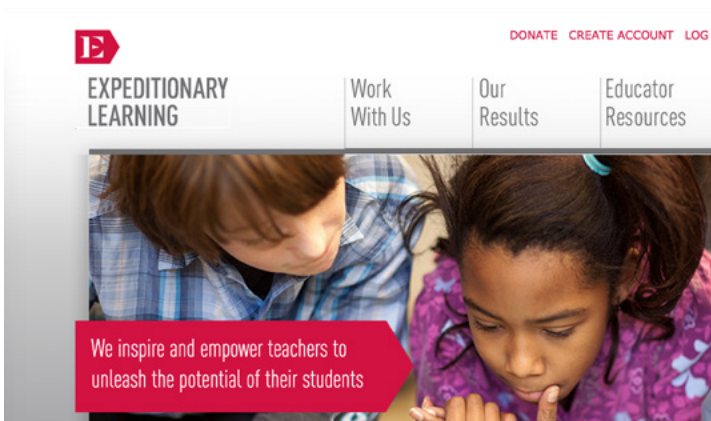 DONATE CREATE ACCOUNT LOG
E
EXPEDITIONARY
LEARNING
Work
With Us
Our
Results
Educator
Resources
We inspire and empower teachers to
unleash the potential of their students